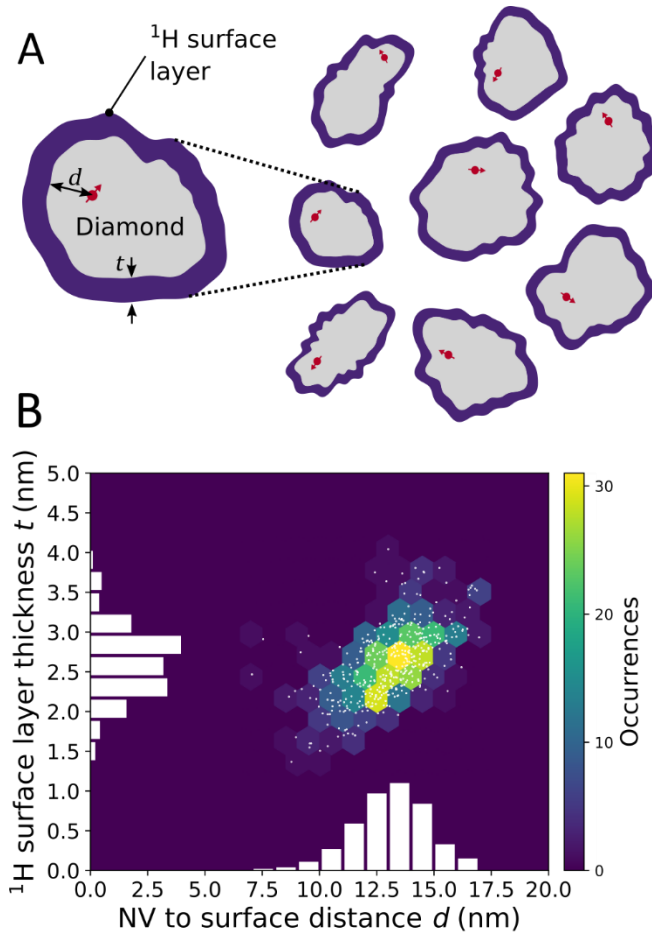 A
¹H surface
layer
d
Diamond
t
B
5.0
4.5
4.0
3.5
3.0
2.5
2.0
1.5
1.0
0.5
0.0
¹H surface layer thickness t (nm)
0.0 2.5 5.0 7.5 10.0 12.5 15.0 17.5 20.0
NV to surface distance d (nm)
30
20
10
0
Occurrences